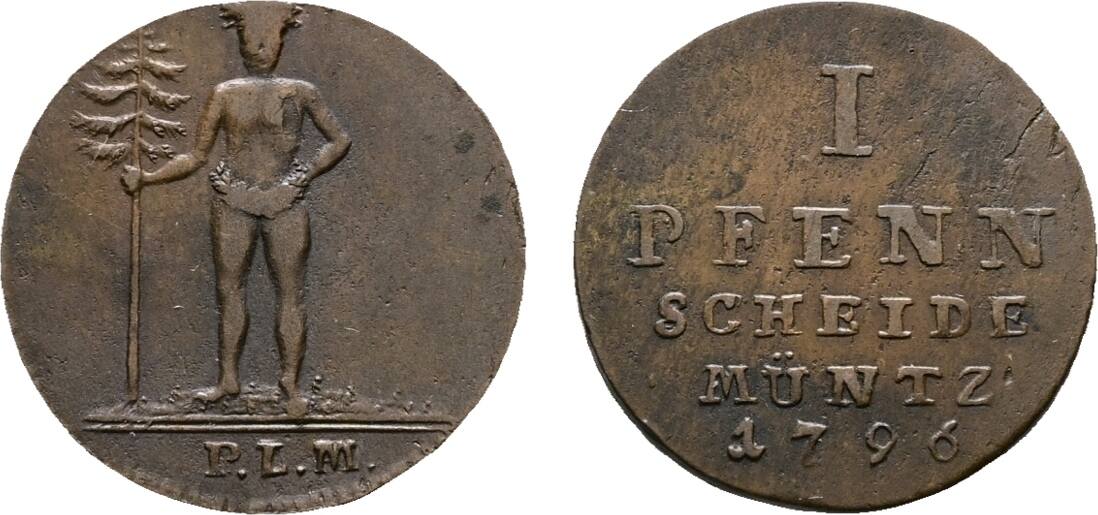 P.L.M.
I
PFENN
SCHEIDE
MÜNTZ
1796